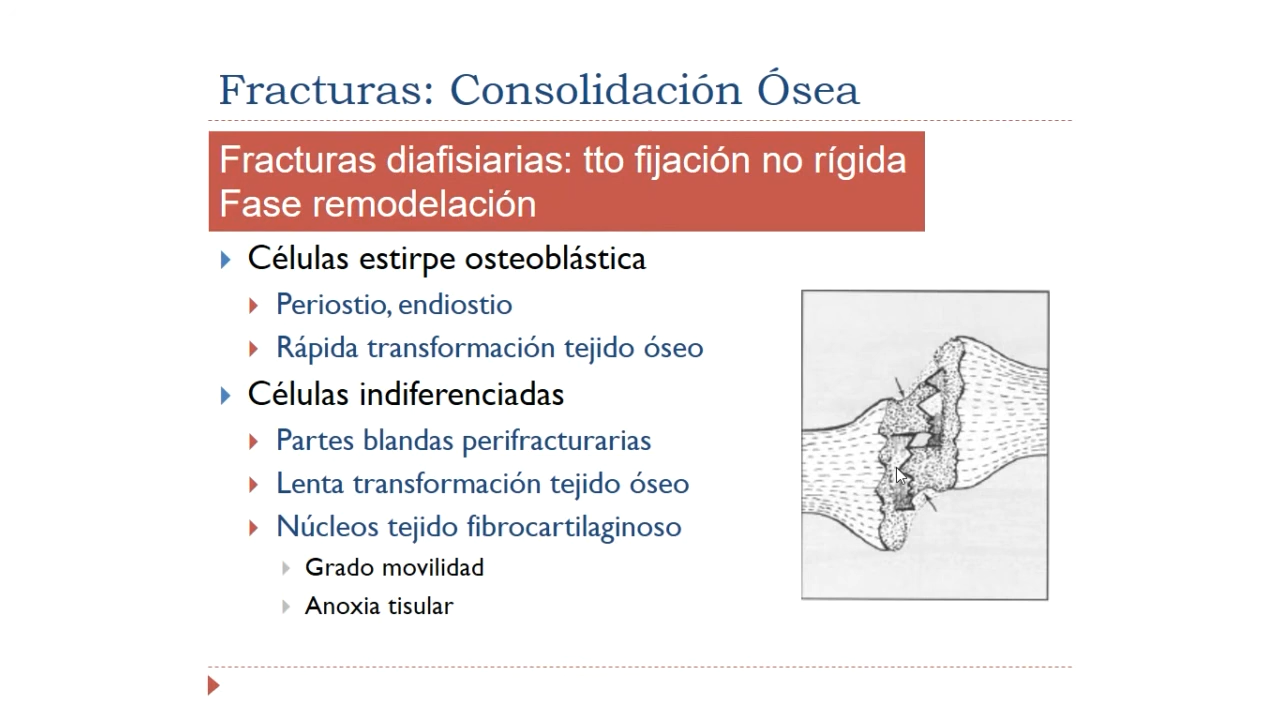 Fracturas: Consolidación Ósea
Fracturas diafisiarias: tto fijación no rígida
Fase remodelación
Células estirpe osteoblástica
Periostio, endiostio
Rápida transformación tejido óseo
Células indiferenciadas
Partes blandas perifracturarias
Lenta transformación tejido óseo
Núcleos tejido fibrocartilaginoso
Grado movilidad
Anoxia tisular